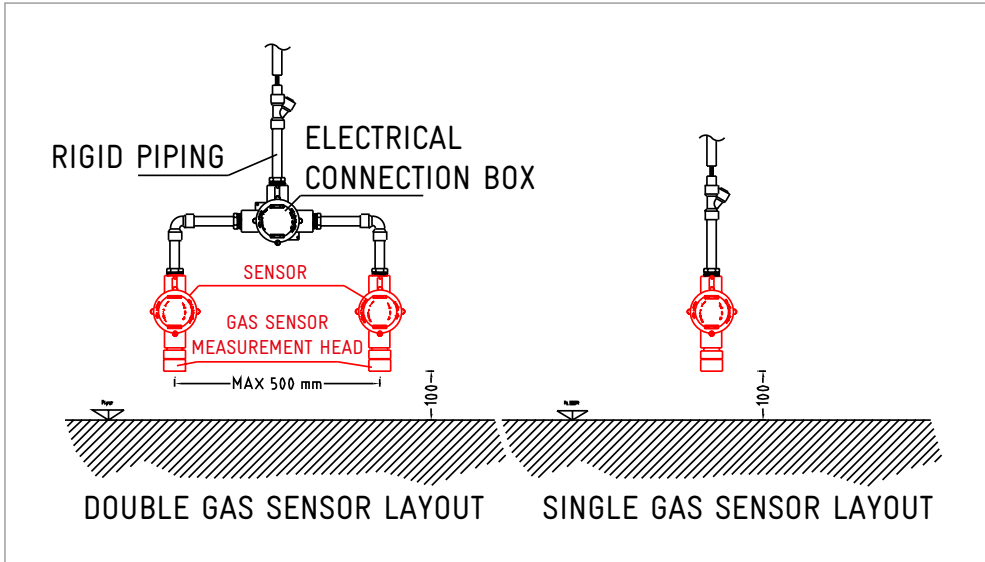 RIGID PIPING
ELECTRICAL
CONNECTION BOX
SENSOR
GAS SENSOR
MEASUREMENT HEAD
MAX 500 mm
100
100
DOUBLE GAS SENSOR LAYOUT
SINGLE GAS SENSOR LAYOUT